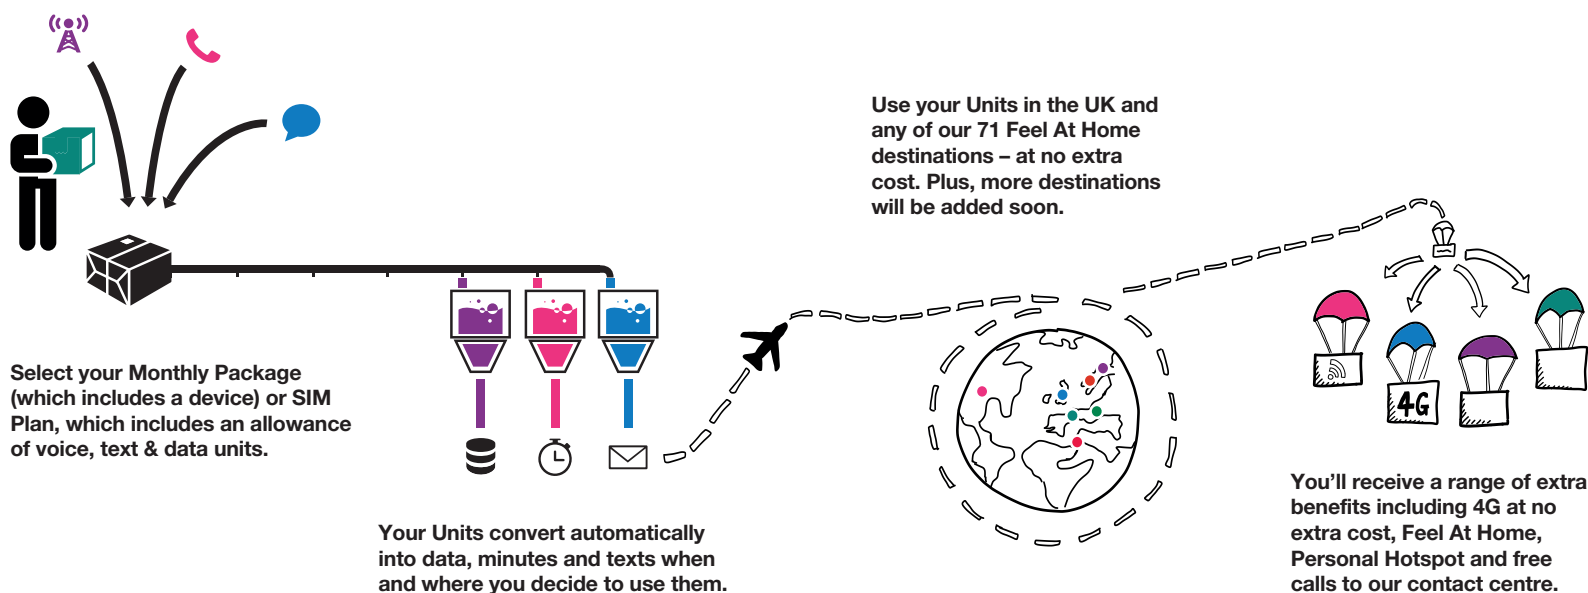 Select your Monthly Package
(which includes a device) or SIM
Plan, which includes an allowance
of voice, text & data units.
Your Units convert automatically
into data, minutes and texts when
and where you decide to use them.
Use your Units in the UK and
any of our 71 Feel At Home
destinations – at no extra
cost. Plus, more destinations
will be added soon.
4G
You’ll receive a range of extra
benefits including 4G at no
extra cost, Feel At Home,
Personal Hotspot and free
calls to our contact centre.